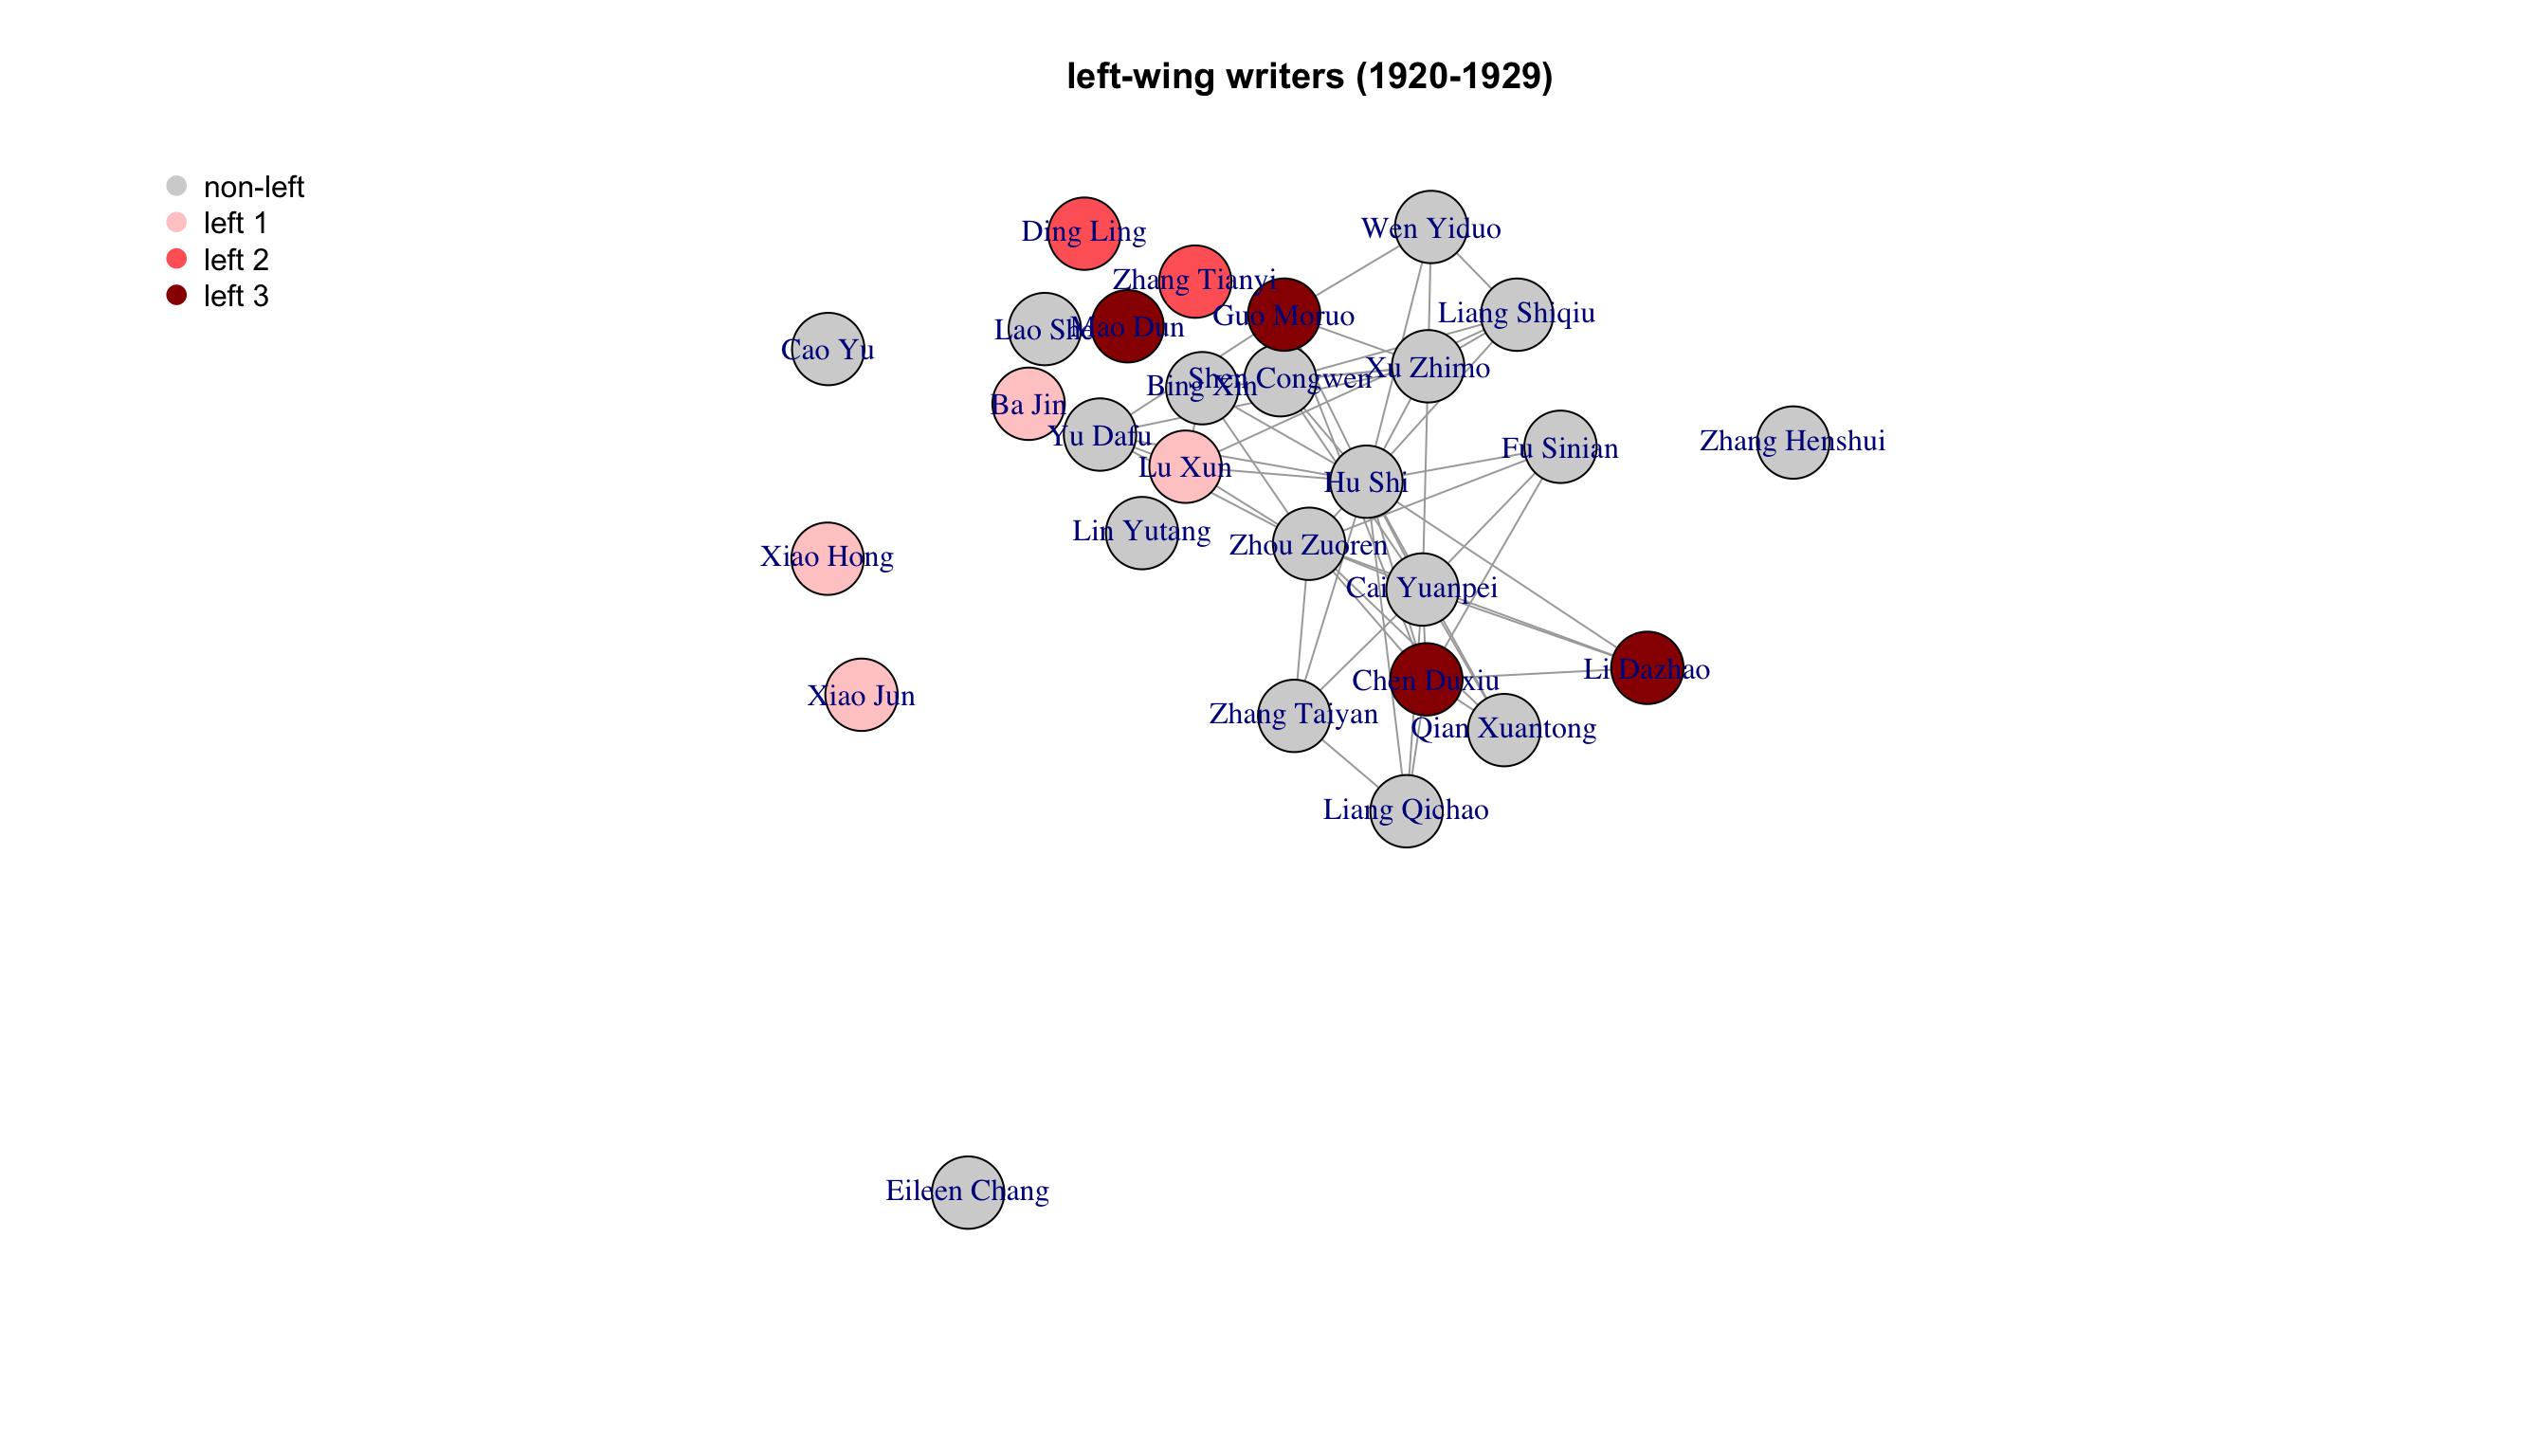 left-wing writers (1920-1929)
non-left
left 1
left 2
left 3
Ding Ling
Wen Yiduo
Zhang Tianyi
Guo Moruo
Liang Shiqiu
Lao She
Mao Dun
Cao Yu
Xu Zhimo
Shen Congwen
Bing Xin
Ba Jin
Yu Dafu
Zhang Henshui
Fu Sinian
Lu Xun
Hu Shi
Lin Yutang
Zhou Zuoren
Xiao Hong
Cai Yuanpei
Li Dazhao
Chen Duxiu
Xiao Jun
Zhang Taiyan
Qian Xuantong
Liang Qichao
Eileen Chang